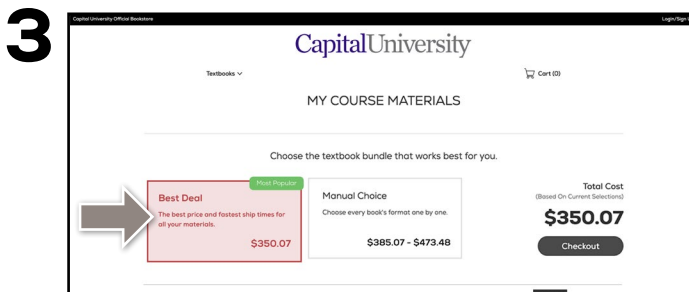 3
Capital University Official Bookstore
Login/Sign
CapitalUniversity
Textbooks
Cart (0)
MY COURSE MATERIALS
Choose the textbook bundle that works best for you.
Most Popular
Best Deal
The best price and fastest ship times for
all your materials.
$350.07
Manual Choice
Choose every book's format one by one.
$385.07 - $473.48
Total Cost
(Based On Current Selections)
$350.07
Checkout